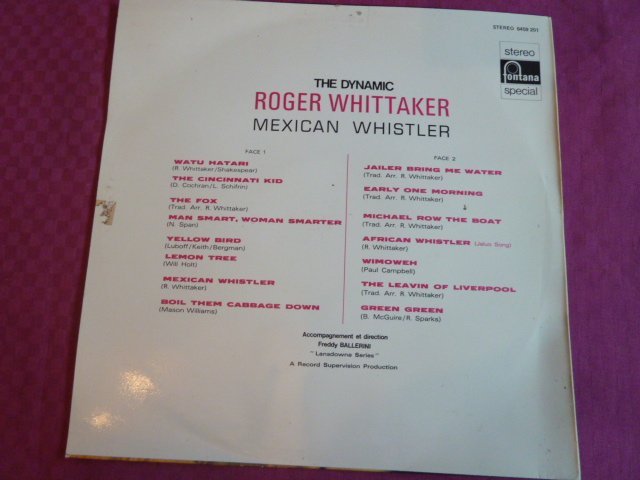 STEREO 6459 201
stereo
fontana
special
THE DYNAMIC
ROGER WHITTAKER
MEXICAN WHISTLER
FACE 1
WATU HATARI
(R. Whittaker/Shakespear)
THE CINCINNATI KID
(D. Cochran/L. Schifrin)
THE FOX
(Trad. Arr. R. Whittaker)
MAN SMART, WOMAN SMARTER
(N. Span)
YELLOW BIRD
(Luboff/Keith/Bergman)
LEMON TREE
(Will Holt)
MEXICAN WHISTLER
(R. Whittaker)
BOIL THEM CABBAGE DOWN
(Mason Williams)
FACE 2
JAILER BRING ME WATER
(Trad. Arr. R. Whittaker)
EARLY ONE MORNING
(Trad. Arr. R. Whittaker)
MICHAEL ROW THE BOAT
(Trad. Arr. R. Whittaker)
AFRICAN WHISTLER (Jaluo Song)
(R. Whittaker)
WIMOWEH
(Paul Campbell)
THE LEAVIN OF LIVERPOOL
(Trad. Arr. R. Whittaker)
GREEN GREEN
(B. McGuire/R. Sparks)
Accompagnement et direction
Freddy BALLERINI
"Lansdowne Series"
A Record Supervision Production